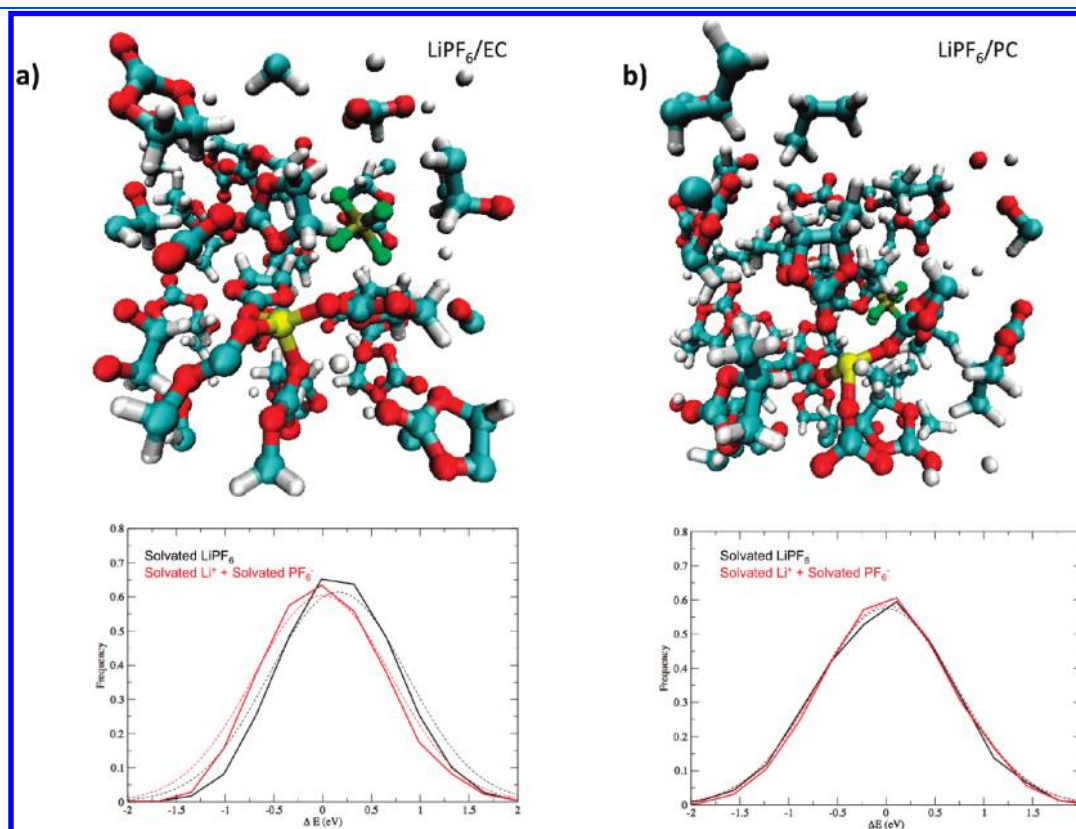 a)
LiPF6/EC
b)
LiPF6/PC
0.8
0.7
0.6
0.5
0.4
0.3
0.2
0.1
0
Frequency
Solvated LiPF6
Solvated Li+ + Solvated PF6-
-2
-1.5
-1
-0.5
0
0.5
1
1.5
2
Δ E (eV)
0.8
0.7
0.6
0.5
0.4
0.3
0.2
0.1
0
Frequency
Solvated LiPF6
Solvated Li+ + Solvated PF6-
-2
-1.5
-1
-0.5
0
0.5
1
1.5
Δ E (eV)